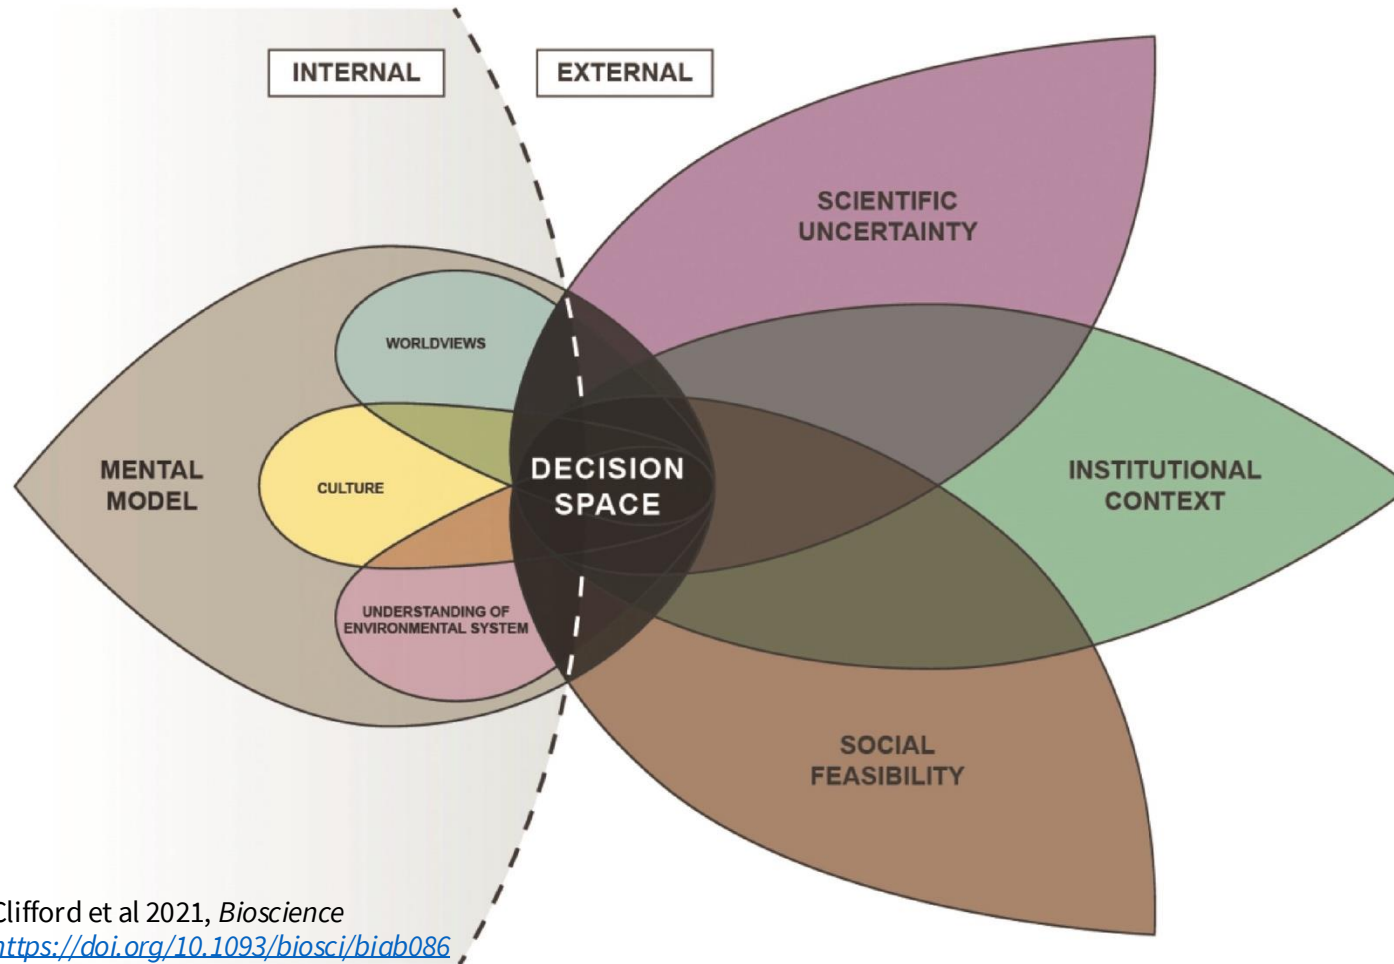 INTERNAL
EXTERNAL
SCIENTIFIC
UNCERTAINTY
WORLDVIEWS
MENTAL
MODEL
CULTURE
DECISION
SPACE
INSTITUTIONAL
CONTEXT
UNDERSTANDING OF
ENVIRONMENTAL SYSTEM
SOCIAL
FEASIBILITY
Clifford et al 2021, Bioscience
https://doi.org/10.1093/biosci/biab086